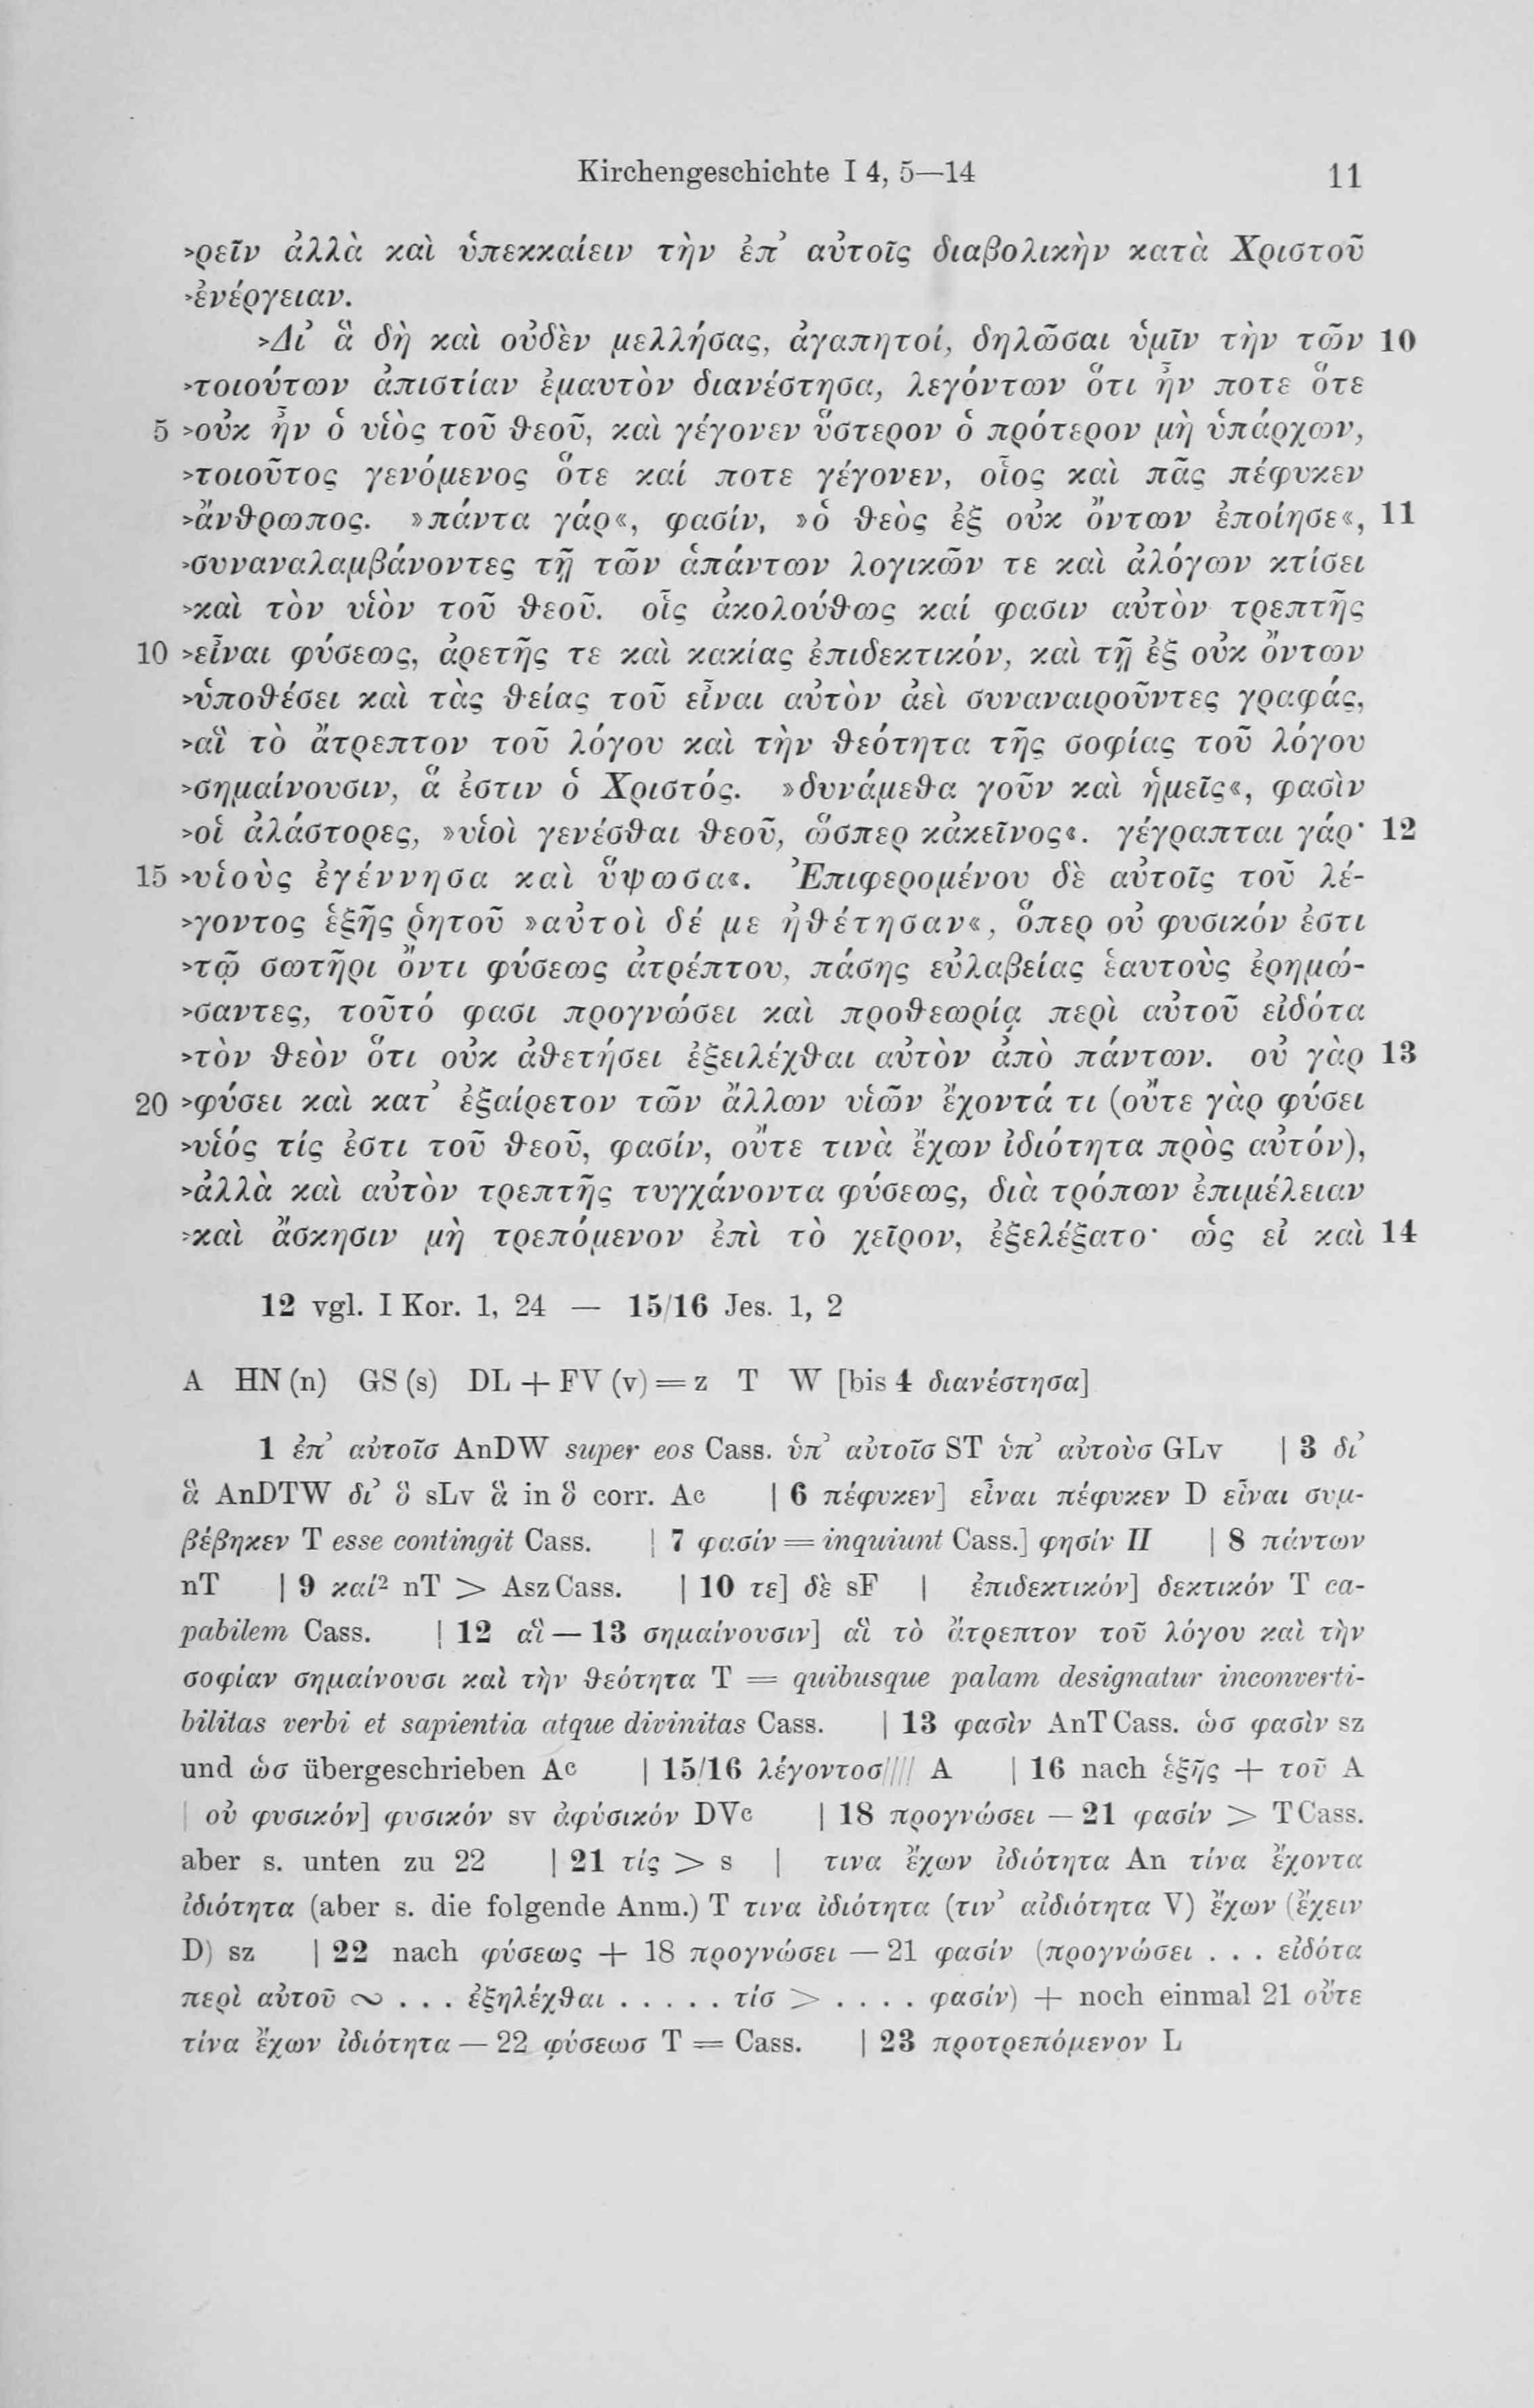 Kirchengeschichte I 4, 5—14 11
>ρεῖν ἀλλὰ καὶ ὑπεκκαίειν τὴν ἐπ’ αὐτοῖς διαβολικὴν κατὰ Χριστοῦ
>ἐνέργειαν.
>Δι’ ἃ δὴ καὶ οὐδὲν μελλήσας, ἀγαπητοί, δηλῶσαι ὑμῖν τὴν τῶν 10
>τοιούτων ἀπιστίαν ἐμαυτὸν διανέστησα, λεγόντων ὅτι ἦν ποτε ὅτε
5 >οὐκ ἦν ὁ υἱὸς τοῦ θεοῦ, καὶ γέγονεν ὕστερον ὁ πρότερον μὴ ὑπάρχων,
>τοιοῦτος γενόμενος ὅτε καί ποτε γέγονεν, οἷος καὶ πᾶς πέφυκεν
>ἄνθρωπος. »πάντα γάρ«, φασίν, »ὁ θεὸς ἐξ οὐκ ὄντων ἐποίησε«, 11
>συναναλαμβάνοντες τῇ τῶν ἁπάντων λογικῶν τε καὶ ἀλόγων κτίσει
>καὶ τὸν υἱὸν τοῦ θεοῦ. οἷς ἀκολούθως καί φασιν αὐτὸν τρεπτῆς
10 >εἶναι φύσεως, ἀρετῆς τε καὶ κακίας ἐπιδεκτικόν, καὶ τῇ ἐξ οὐκ ὄντων
>ὑποθέσει καὶ τὰς θείας τοῦ εἶναι αὐτὸν ἀεὶ συναναιροῦντες γραφάς,
>αἳ τὸ ἄτρεπτον τοῦ λόγου καὶ τὴν θεότητα τῆς σοφίας τοῦ λόγου
>σημαίνουσιν, ἅ ἐστιν ὁ Χριστός. »δυνάμεθα γοῦν καὶ ἡμεῖς«, φασὶν
>οἱ ἀλάστορες, »υἱοὶ γενέσθαι θεοῦ, ὥσπερ κἀκεῖνος«. γέγραπται γάρ· 12
15 >υἱοὺς ἐγέννησα καὶ ὕψωσα«. Ἐπιφερομένου δὲ αὐτοῖς τοῦ λέ-
>γοντος ἑξῆς ῥητοῦ »αὐτοὶ δέ με ἠθέτησαν«, ὅπερ οὐ φυσικόν ἐστι
>τῷ σωτῆρι ὄντι φύσεως ἀτρέπτου, πάσης εὐλαβείας ἑαυτοὺς ἐρημώ-
>σαντες, τοῦτό φασι προγνώσει καὶ προθεωρίᾳ περὶ αὐτοῦ εἰδότα
>τὸν θεὸν ὅτι οὐκ ἀθετήσει ἐξειλέχθαι αὐτὸν ἀπὸ πάντων. οὐ γὰρ 13
20 >φύσει καὶ κατ’ ἐξαίρετον τῶν ἄλλων υἱῶν ἔχοντά τι (οὔτε γὰρ φύσει
>υἱός τίς ἐστι τοῦ θεοῦ, φασίν, οὔτε τινὰ ἔχων ἰδιότητα πρὸς αὐτόν),
>ἀλλὰ καὶ αὐτὸν τρεπτῆς τυγχάνοντα φύσεως, διὰ τρόπων ἐπιμέλειαν
>καὶ ἄσκησιν μὴ τρεπόμενον ἐπὶ τὸ χεῖρον, ἐξελέξατο· ὡς εἰ καὶ 14
12 vgl. I Kor. 1, 24 — 15/16 Jes. 1, 2
A HN(n) GS(s) DL + FV(v) = z T W [bis 4 διανέστησα]
1 ἐπ’ αὐτοῖσ AnDW super eos Cass. ὑπ’ αὐτοῖσ ST ὑπ’ αὐτοὺσ GLv | 3 δι’
ἃ AnDTW δι’ ὃ sLv ἃ in ὃ corr. Ac | 6 πέφυκεν] εἶναι πέφυκεν D εἶναι συμ-
βέβηκεν T esse contingit Cass. | 7 φασίν = inquiunt Cass.] φησίν Π | 8 πάντων
nT | 9 καί2 nT > Asz Cass. | 10 τε] δὲ sF | ἐπιδεκτικόν] δεκτικόν T ca-
pabilem Cass. | 12 αἳ — 13 σημαίνουσιν] αἳ τὸ ἄτρεπτον τοῦ λόγου καὶ τὴν
σοφίαν σημαίνουσι καὶ τὴν θεότητα T = quibusque palam designatur inconverti-
bilitas verbi et sapientia atque divinitas Cass. | 13 φασὶν AnT Cass. ὡσ φασὶν sz
und ὡσ übergeschrieben Ac | 15/16 λέγοντοσ//// A | 16 nach ἑξῆς + τοῦ A
| οὐ φυσικόν] φυσικόν sv ἀφύσικόν DVc | 18 προγνώσει — 21 φασίν > T Cass.
aber s. unten zu 22 | 21 τίς > s | τινα ἔχων ἰδιότητα An τίνα ἔχοντα
ἰδιότητα (aber s. die folgende Anm.) T τινα ἰδιότητα (τιν’ αἰδιότητα V) ἔχων (ἔχειν
D) sz | 22 nach φύσεως + 18 προγνώσει — 21 φασίν (προγνώσει . . . εἰδότα
περὶ αὐτοῦ ∾ . . . ἐξηλέχθαι . . . . . τίσ > . . . . φασίν) + noch einmal 21 οὔτε
τίνα ἔχων ἰδιότητα — 22 φύσεωσ T = Cass. | 23 προτρεπόμενον L